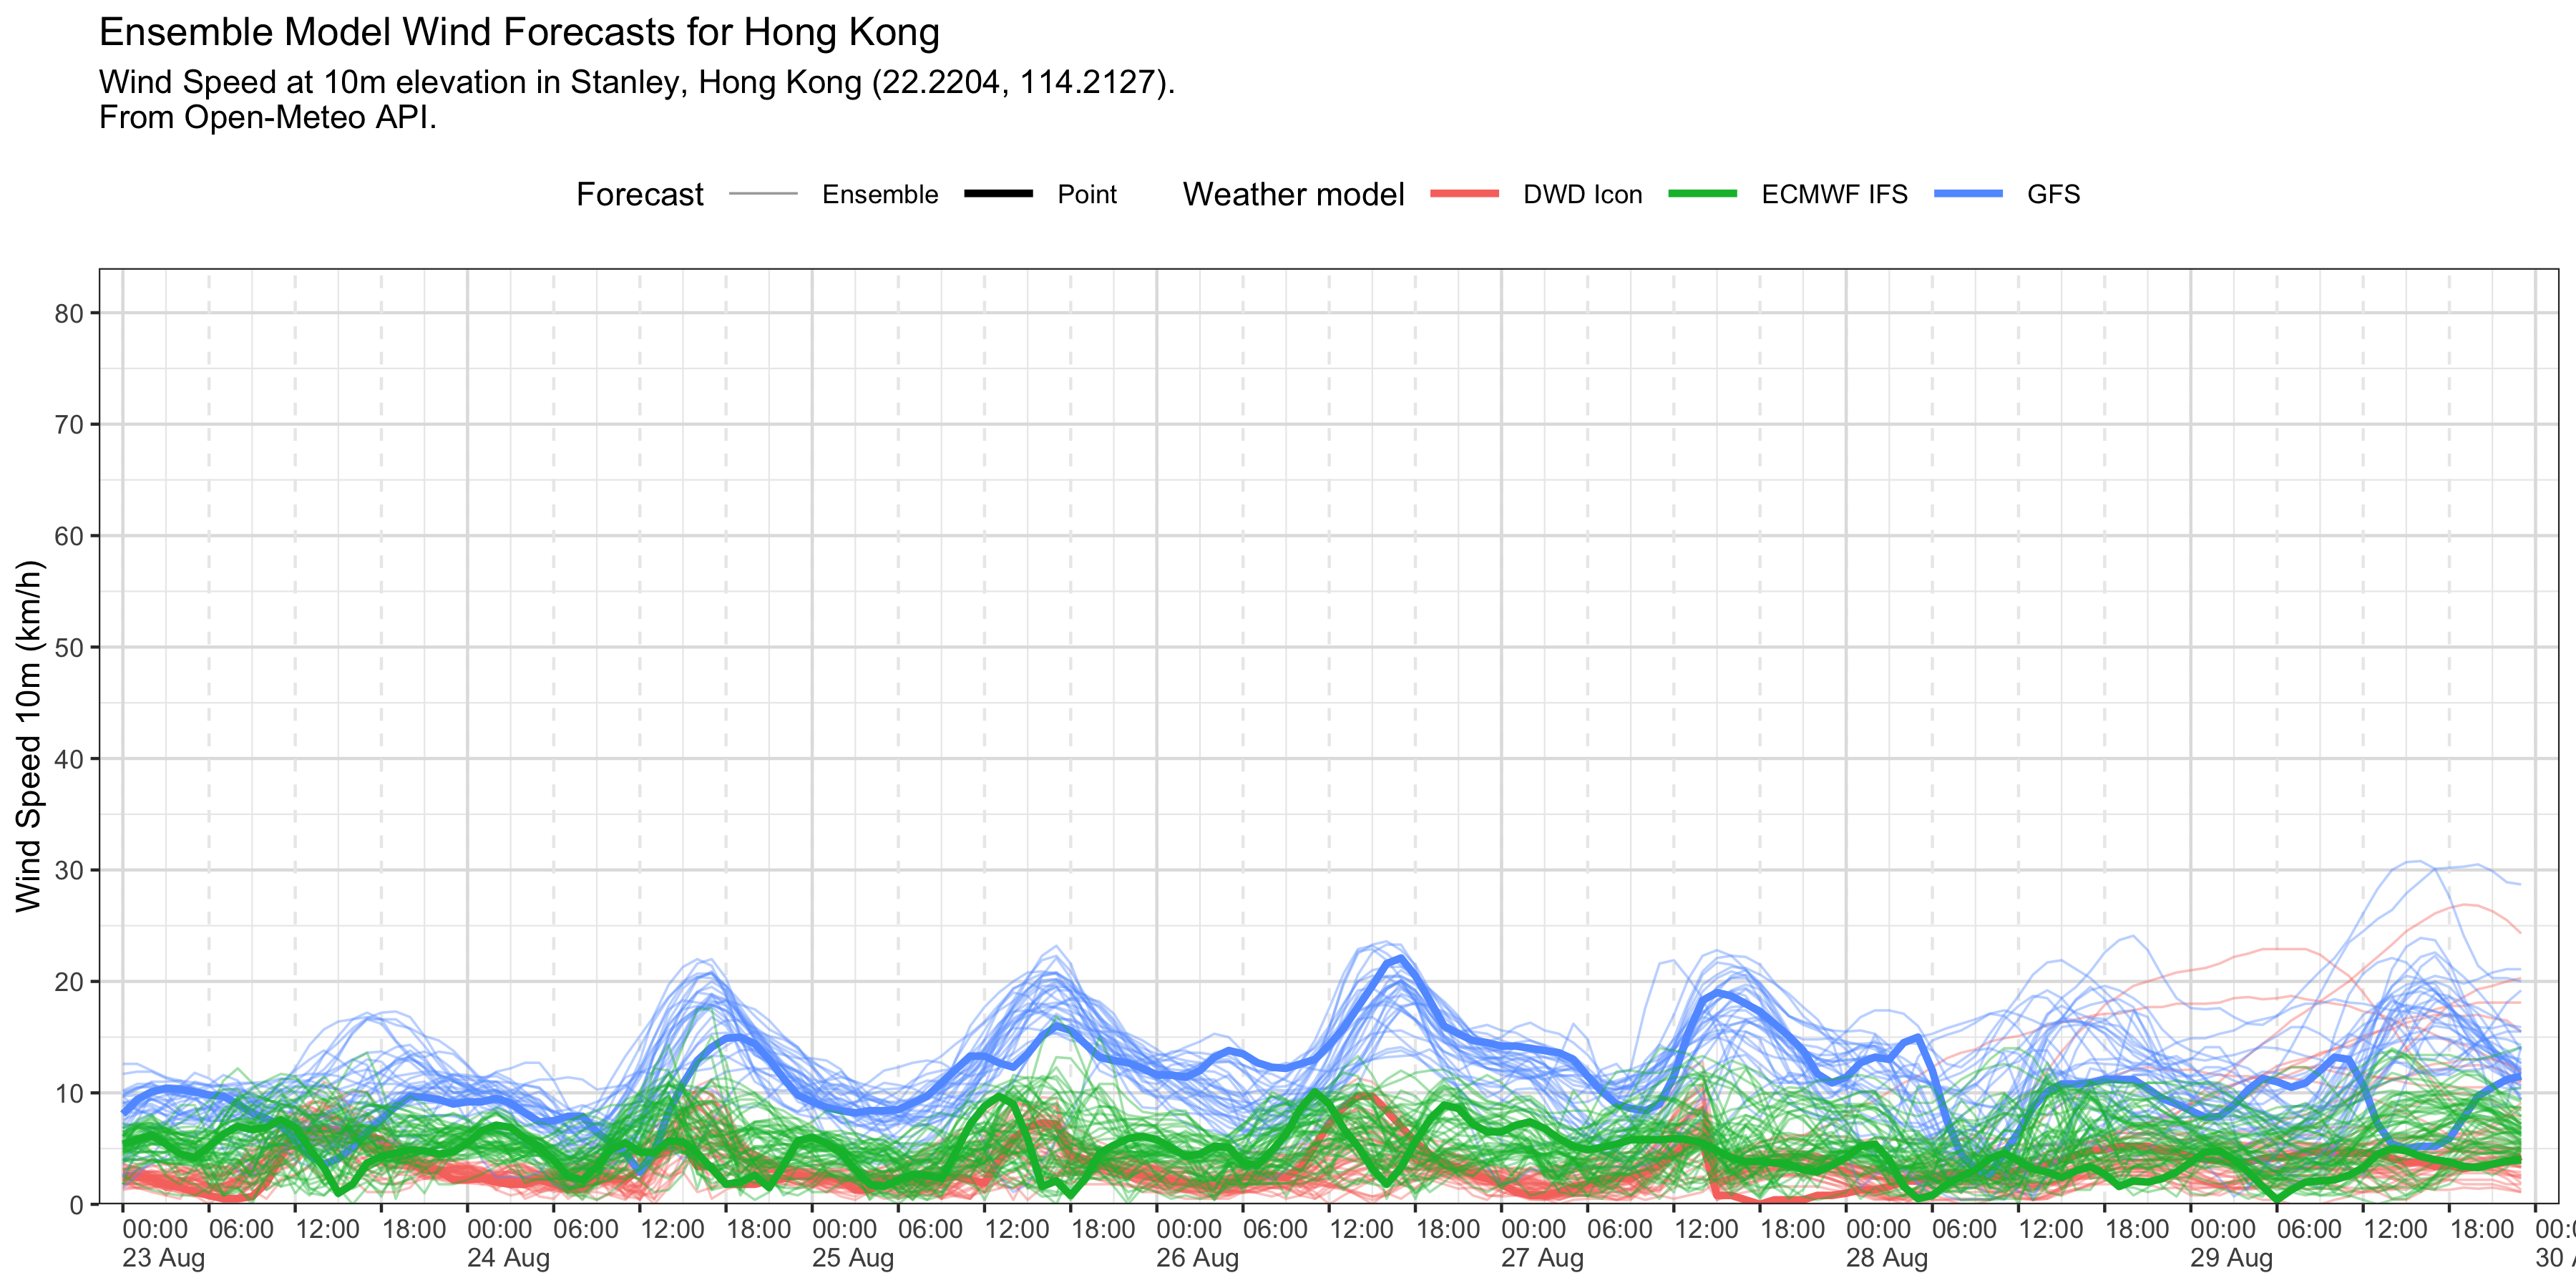 Ensemble Model Wind Forecasts for Hong Kong
Wind Speed at 10m elevation in Stanley, Hong Kong (22.2204, 114.2127).
From Open-Meteo API.
Forecast Ensemble Point Weather model DWD Icon ECMWF IFS GFS
Wind Speed 10m (km/h)
80
70
60
50
40
30
20
10
0
00:00 06:00 12:00 18:00 00:00 06:00 12:00 18:00 00:00 06:00 12:00 18:00 00:00 06:00 12:00 18:00 00:00 06:00 12:00 18:00 00:00 06:00 12:00 18:00 00:00 06:00 12:00 18:00 00:
23 Aug 24 Aug 25 Aug 26 Aug 27 Aug 28 Aug 29 Aug 30